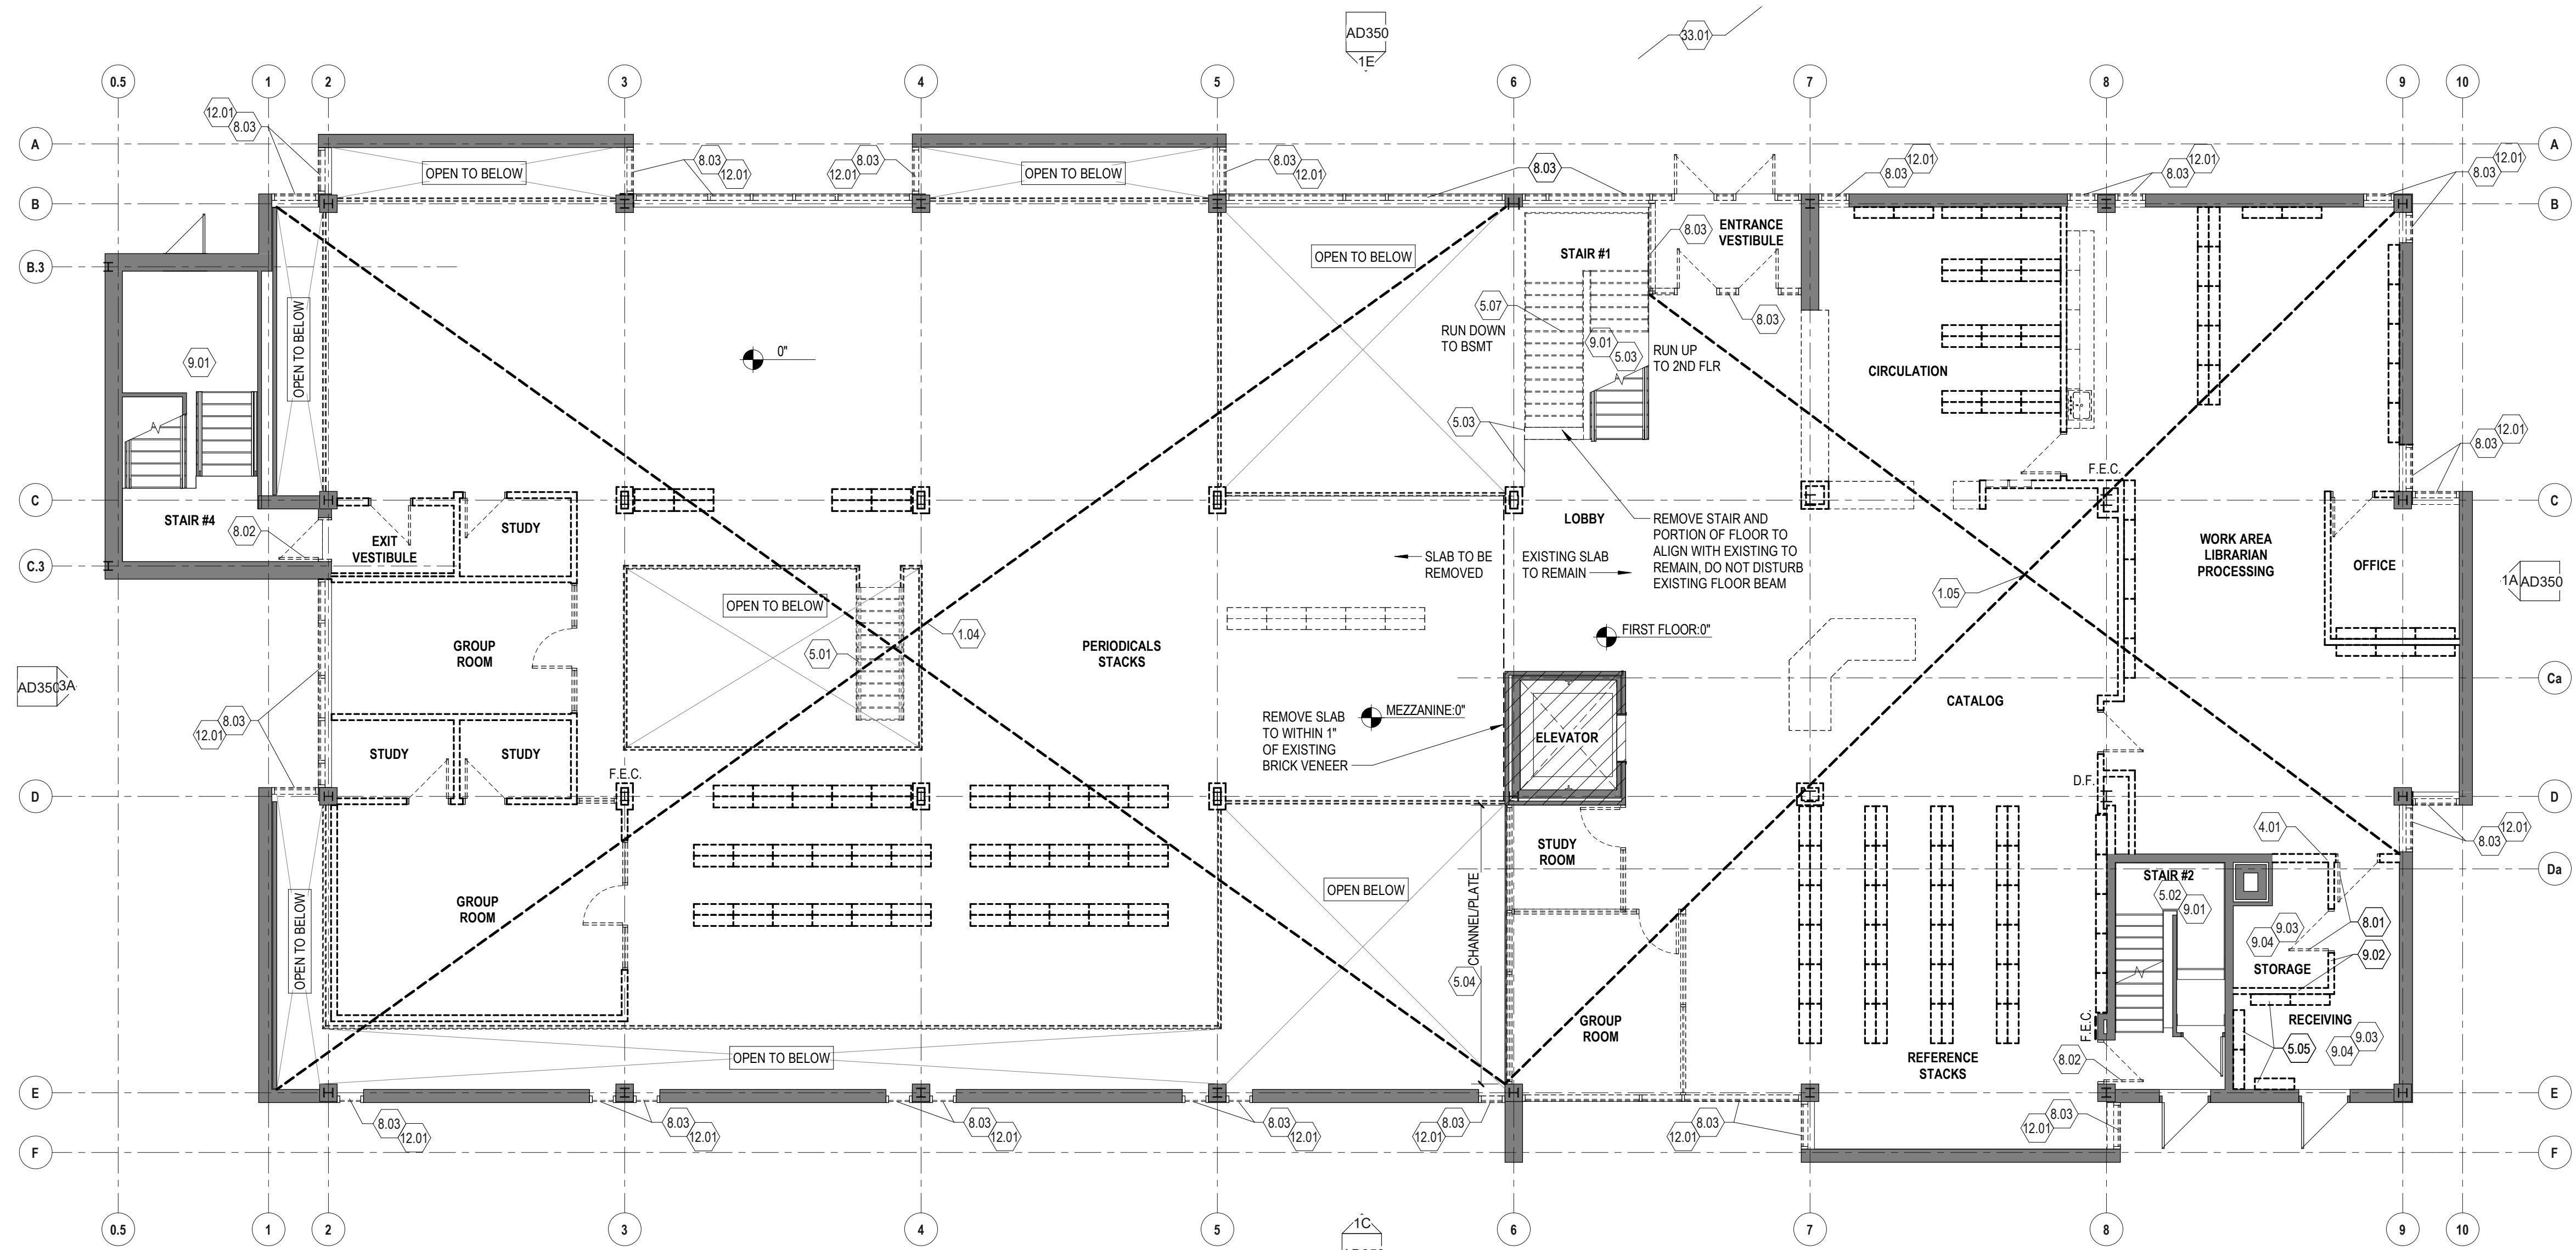 AD350
1E
33.01
0.5 1 2 3 4 5 6 7 8 9 10
12.01
8.03
A
OPEN TO BELOW
8.03
12.01
8.03
12.01
OPEN TO BELOW
8.03
12.01
8.03
12.01
8.03
12.01
8.03
12.01
8.03
A
B
B
ENTRANCE
VESTIBULE
8.03
8.03
STAIR #1
OPEN TO BELOW
B.3
OPEN TO BELOW
9.01
0"
5.07
RUN DOWN
TO BSMT
9.01
5.03
RUN UP
TO 2ND FLR
CIRCULATION
5.03
12.01
8.03
F.E.C.
C
C
STAIR #4
8.02
EXIT
VESTIBULE
STUDY
LOBBY
REMOVE STAIR AND
PORTION OF FLOOR TO
ALIGN WITH EXISTING TO
REMAIN, DO NOT DISTURB
EXISTING FLOOR BEAM
SLAB TO BE
REMOVED
EXISTING SLAB
TO REMAIN
WORK AREA
LIBRARIAN
PROCESSING
OFFICE
C.3
1A
AD350
1.05
OPEN TO BELOW
1.04
5.01
GROUP
ROOM
PERIODICALS
STACKS
FIRST FLOOR:0"
AD350
3A
Ca
CATALOG
MEZZANINE:0"
REMOVE SLAB
TO WITHIN 1"
OF EXISTING
BRICK VENEER
ELEVATOR
8.03
12.01
STUDY
STUDY
F.E.C.
D.F.
D
D
4.01
12.01
8.03
STUDY
ROOM
Da
STAIR #2
5.02
9.01
OPEN BELOW
CHANNEL/PLATE
5.04
GROUP
ROOM
OPEN TO BELOW
9.03
9.04
8.01
9.02
STORAGE
GROUP
ROOM
RECEIVING
9.03
9.04
5.05
F.E.C.
8.02
REFERENCE
STACKS
OPEN TO BELOW
E
E
8.03
12.01
8.03
12.01
8.03
12.01
8.03
12.01
8.03
12.01
8.03
12.01
8.03
12.01
F
F
0.5 1 2 3 4 5 6 7 8 9 10
1C